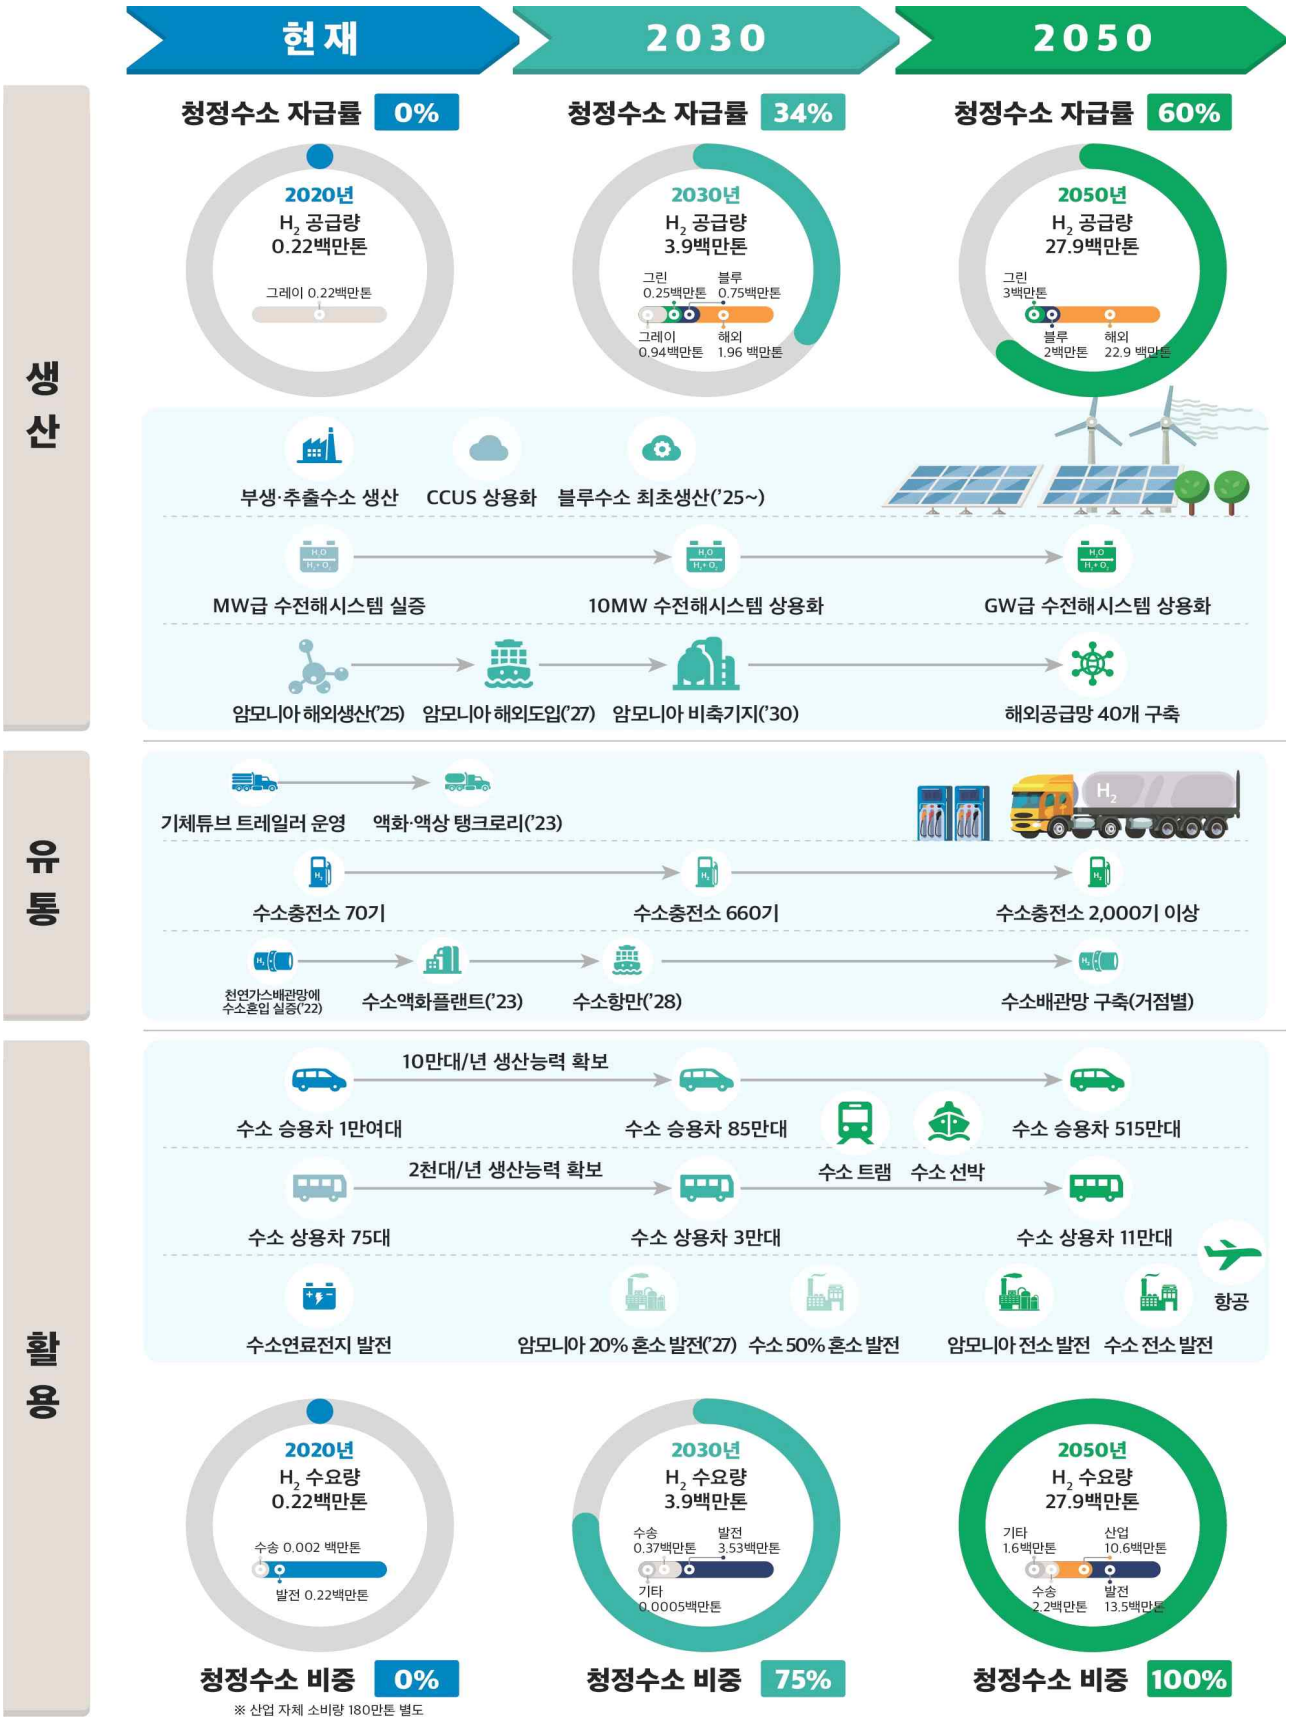 현재
2030
2050
생산
청정수소 자급률 0%
청정수소 자급률 34%
청정수소 자급률 60%
2020년
H₂ 공급량
0.22백만톤
그레이 0.22백만톤
2030년
H₂ 공급량
3.9백만톤
그린
0.25백만톤
블루
0.75백만톤
그레이
0.94백만톤
해외
1.96 백만톤
2050년
H₂ 공급량
27.9백만톤
그린
3백만톤
블루
2백만톤
해외
22.9 백만톤
부생·추출수소 생산
CCUS 상용화
블루수소 최초생산('25~)
H₂O
H₂+O₂
H₂O
H₂+O₂
H₂O
H₂+O₂
MW급 수전해시스템 실증
10MW 수전해시스템 상용화
GW급 수전해시스템 상용화
암모니아 해외생산('25)
암모니아 해외도입('27)
암모니아 비축기지('30)
해외공급망 40개 구축
유통
H₂
기체튜브 트레일러 운영
액화·액상 탱크로리('23)
H₂
H₂
H₂
수소충전소 70기
수소충전소 660기
수소충전소 2,000기 이상
H₂
H₂
천연가스배관망에
수소혼입 실증('22)
수소액화플랜트('23)
수소항만('28)
수소배관망 구축(거점별)
활용
10만대/년 생산능력 확보
수소 승용차 1만여대
수소 승용차 85만대
수소 승용차 515만대
2천대/년 생산능력 확보
수소 트램
수소 선박
수소 상용차 75대
수소 상용차 3만대
수소 상용차 11만대
항공
수소연료전지 발전
암모니아 20% 혼소 발전('27)
수소 50% 혼소 발전
암모니아 전소 발전
수소 전소 발전
2020년
H₂ 수요량
0.22백만톤
수송 0.002 백만톤
발전 0.22백만톤
2030년
H₂ 수요량
3.9백만톤
수송
0.37백만톤
발전
3.53백만톤
기타
0.0005백만톤
2050년
H₂ 수요량
27.9백만톤
기타
1.6백만톤
산업
10.6백만톤
수송
2.2백만톤
발전
13.5백만톤
청정수소 비중 0%
청정수소 비중 75%
청정수소 비중 100%
※ 산업 자체 소비량 180만톤 별도